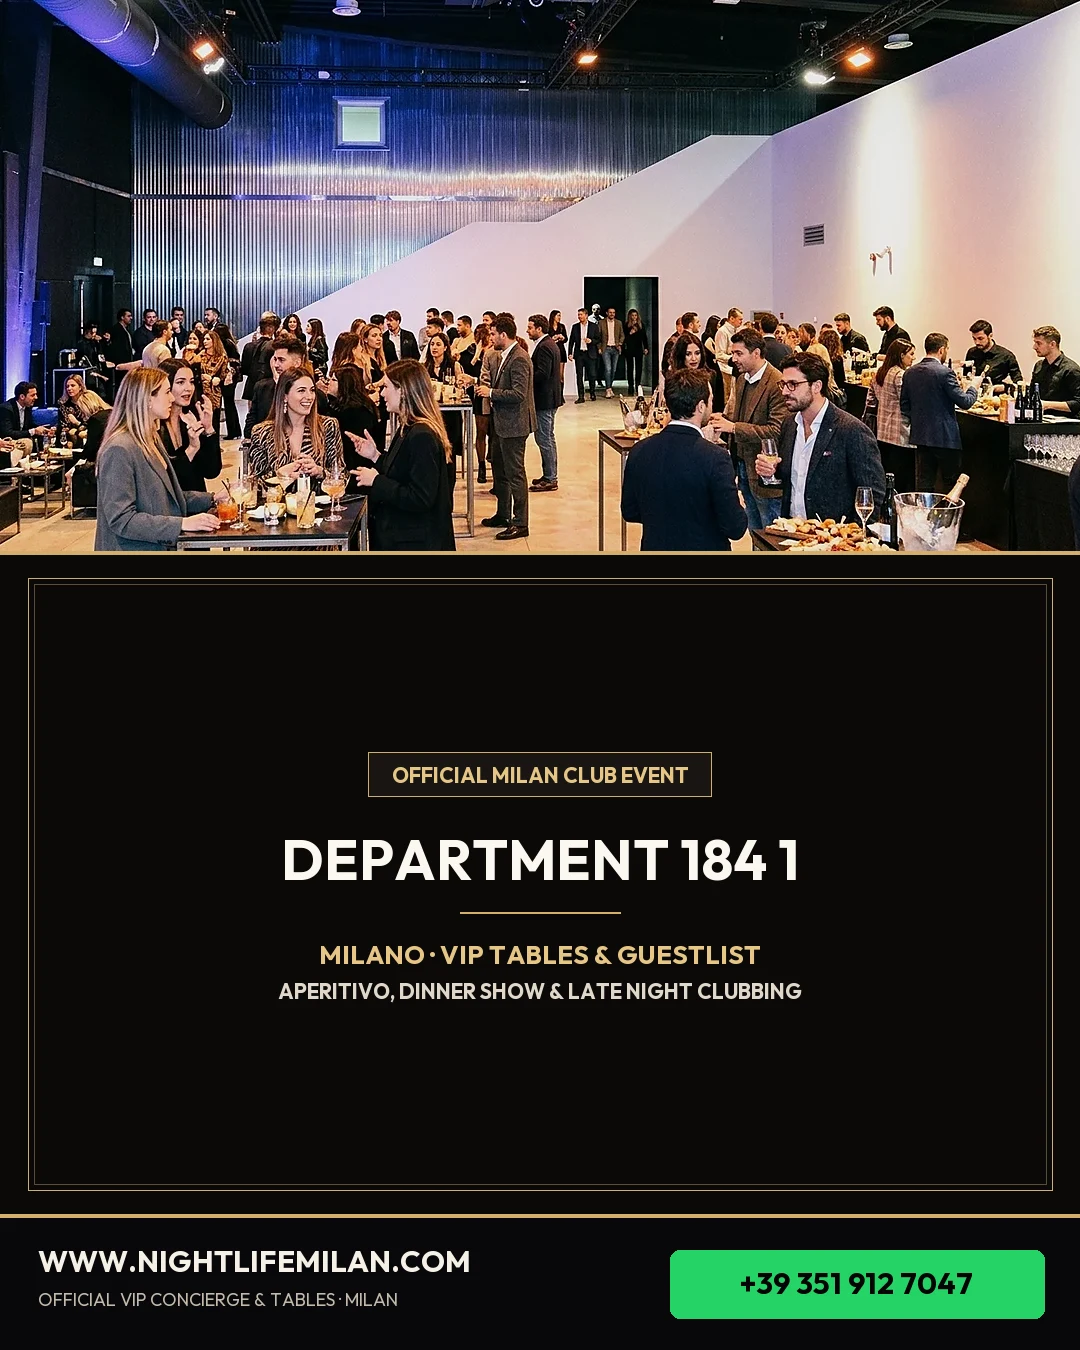 OFFICIAL MILAN CLUB EVENT
DEPARTMENT 184 1
MILANO · VIP TABLES & GUESTLIST
APERITIVO, DINNER SHOW & LATE NIGHT CLUBBING
WWW.NIGHTLIFEMILAN.COM
+39 351 912 7047
OFFICIAL VIP CONCIERGE & TABLES · MILAN